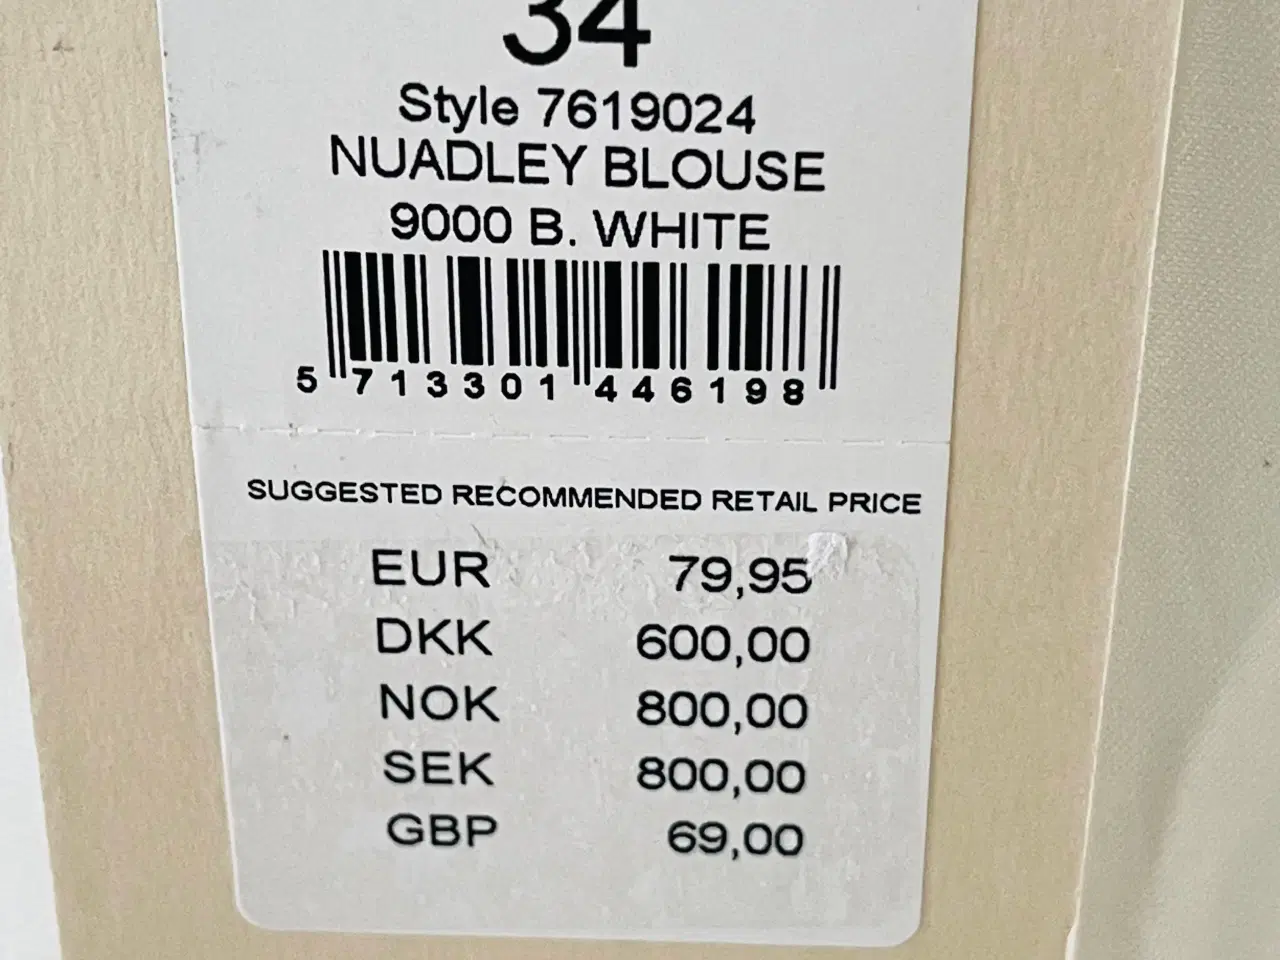 34
Style 7619024
NUADLEY BLOUSE
9000 B. WHITE
5 713301 446198
SUGGESTED RECOMMENDED RETAIL PRICE
EUR 79,95
DKK 600,00
NOK 800,00
SEK 800,00
GBP 69,00